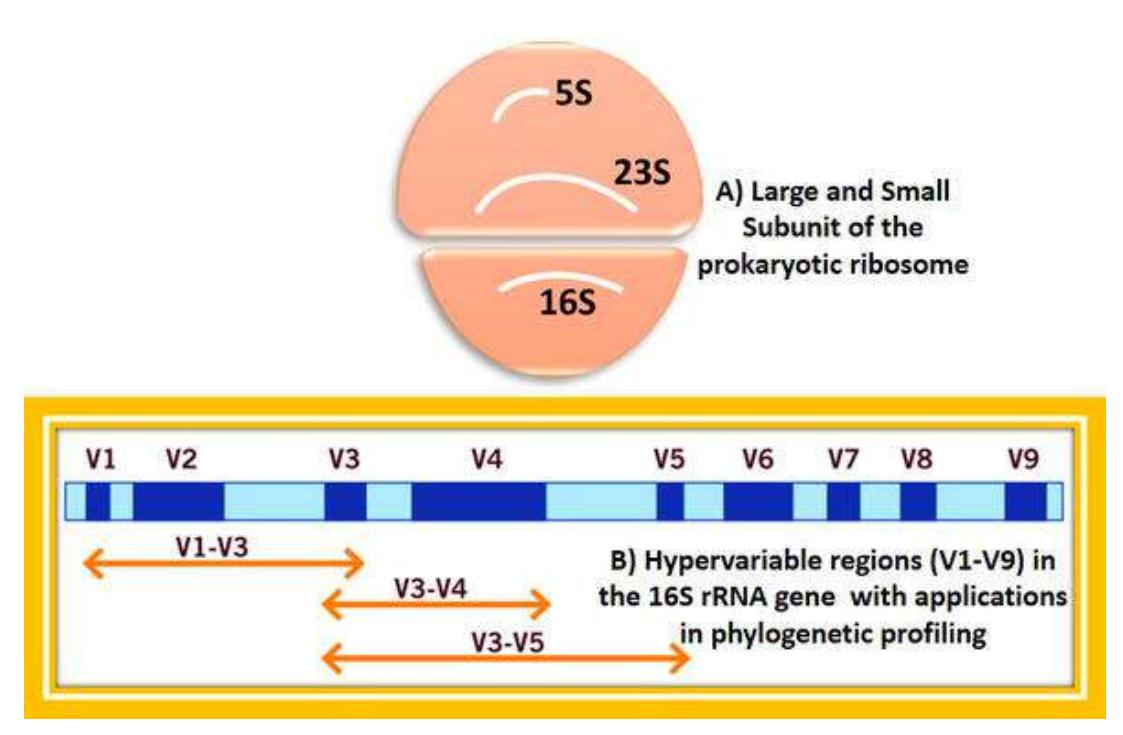 5S
23S
A) Large and Small
Subunit of the
prokaryotic ribosome
16S
V1 V2 V3 V4 V5 V6 V7 V8 V9
V1-V3
B) Hypervariable regions (V1-V9) in
V3-V4
the 16S rRNA gene with applications
V3-V5
in phylogenetic profiling